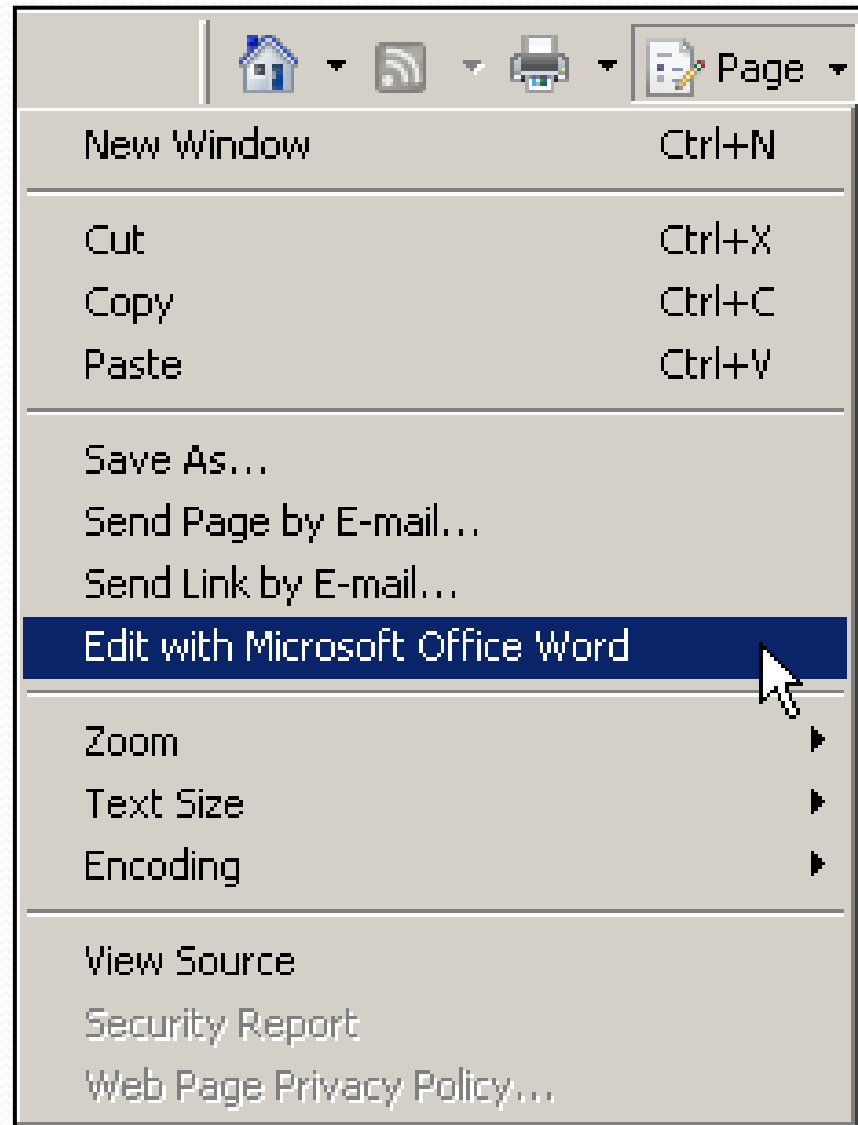 Page
New Window Ctrl+N
Cut Ctrl+X
Copy Ctrl+C
Paste Ctrl+V
Save As...
Send Page by E-mail...
Send Link by E-mail...
Edit with Microsoft Office Word
Zoom
Text Size
Encoding
View Source
Security Report
Web Page Privacy Policy...